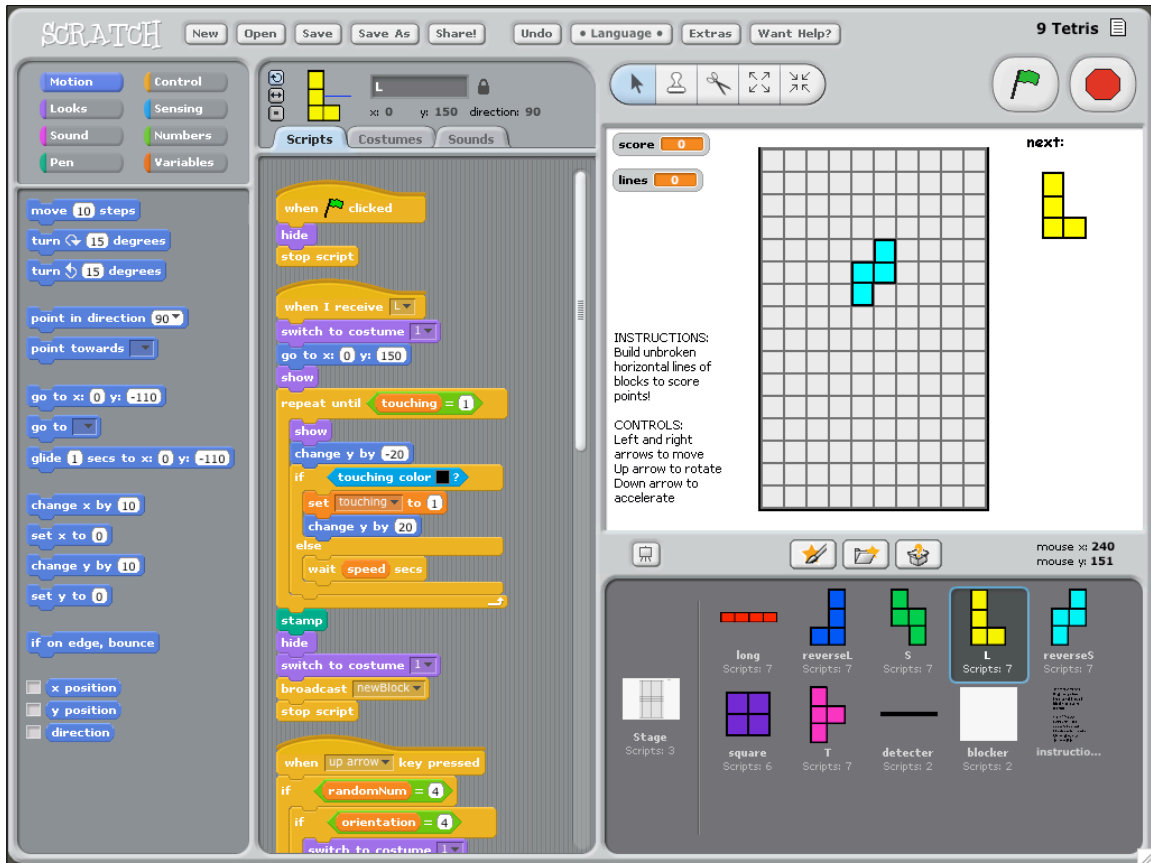 SCRATCH New Open Save Save As Share! Undo • Language • Extras Want Help? 9 Tetris
Motion Control
Looks Sensing
Sound Numbers
Pen Variables
move 10 steps
turn 15 degrees
turn 15 degrees
point in direction 90
point towards
go to x: 0 y: -110
go to
glide 1 secs to x: 0 y: -110
change x by 10
set x to 0
change y by 10
set y to 0
if on edge, bounce
x position
y position
direction
L
x: 0 y: 150 direction: 90
Scripts Costumes Sounds
when clicked
hide
stop script
when I receive L
switch to costume 1
go to x: 0 y: 150
show
repeat until touching = 1
show
change y by -20
if touching color ?
set touching to 1
change y by 20
else
wait speed secs
stamp
hide
switch to costume 1
broadcast newBlock
stop script
when up arrow key pressed
if randomNum = 4
if orientation = 4
switch to costume 1
score 0
lines 0
next:
INSTRUCTIONS:
Build unbroken
horizontal lines of
blocks to score
points!
CONTROLS:
Left and right
arrows to move
Up arrow to rotate
Down arrow to
accelerate
mouse x: 240
mouse y: 151
Stage
Scripts: 3
long reverseL S L reverseS
Scripts: 7 Scripts: 7 Scripts: 7 Scripts: 7 Scripts: 7
square T detecter blocker instructio...
Scripts: 6 Scripts: 7 Scripts: 2 Scripts: 2